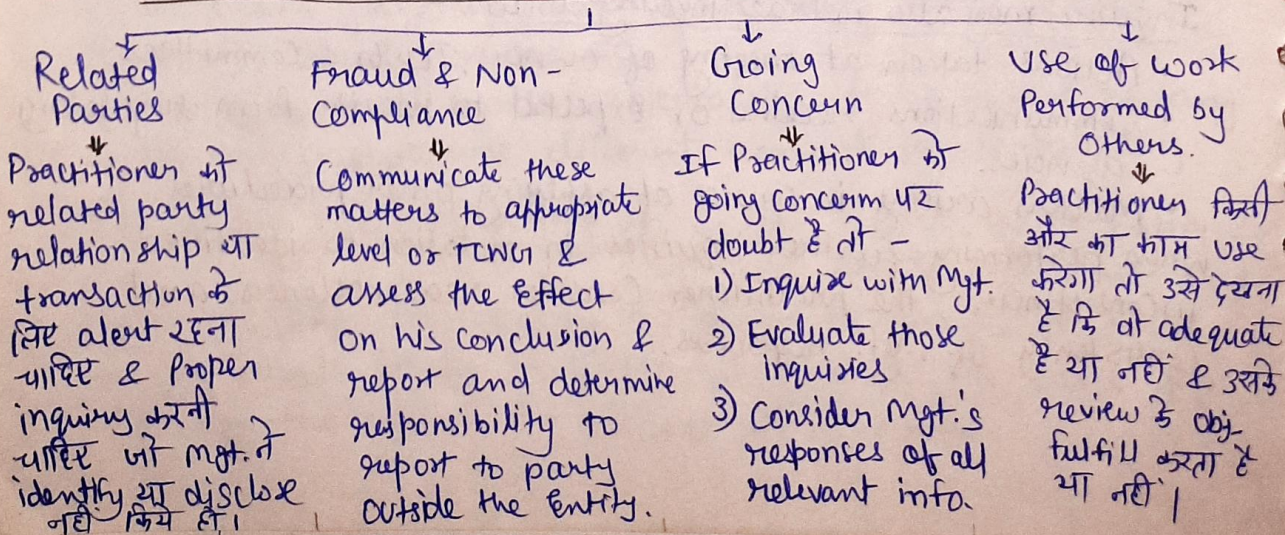 Related
Parties
Practitioner को
related party
relationship या
transaction के
लिए alert रहना
चाहिए & Proper
inquiry करनी
चाहिए जो mgt. ने
identify या disclose
नहीं किये हो।
Fraud & Non-
Compliance
Communicate these
matters to appropriate
level or TCWG &
assess the Effect
on his conclusion &
report and determine
responsibility to
report to party
outside the Entity.
Going
Concern
If Practitioner को
going concern पर
doubt है तो -
1) Inquire with Mgt.
2) Evaluate those
inquiries
3) Consider Mgt.'s
responses of all
relevant info.
Use of work
Performed by
Others.
Practitioner किसी
और का काम use
करेगा तो उसे देखना
है कि वो adequate
है या नहीं & उसके
review के obj.
fulfill करता है
या नहीं।